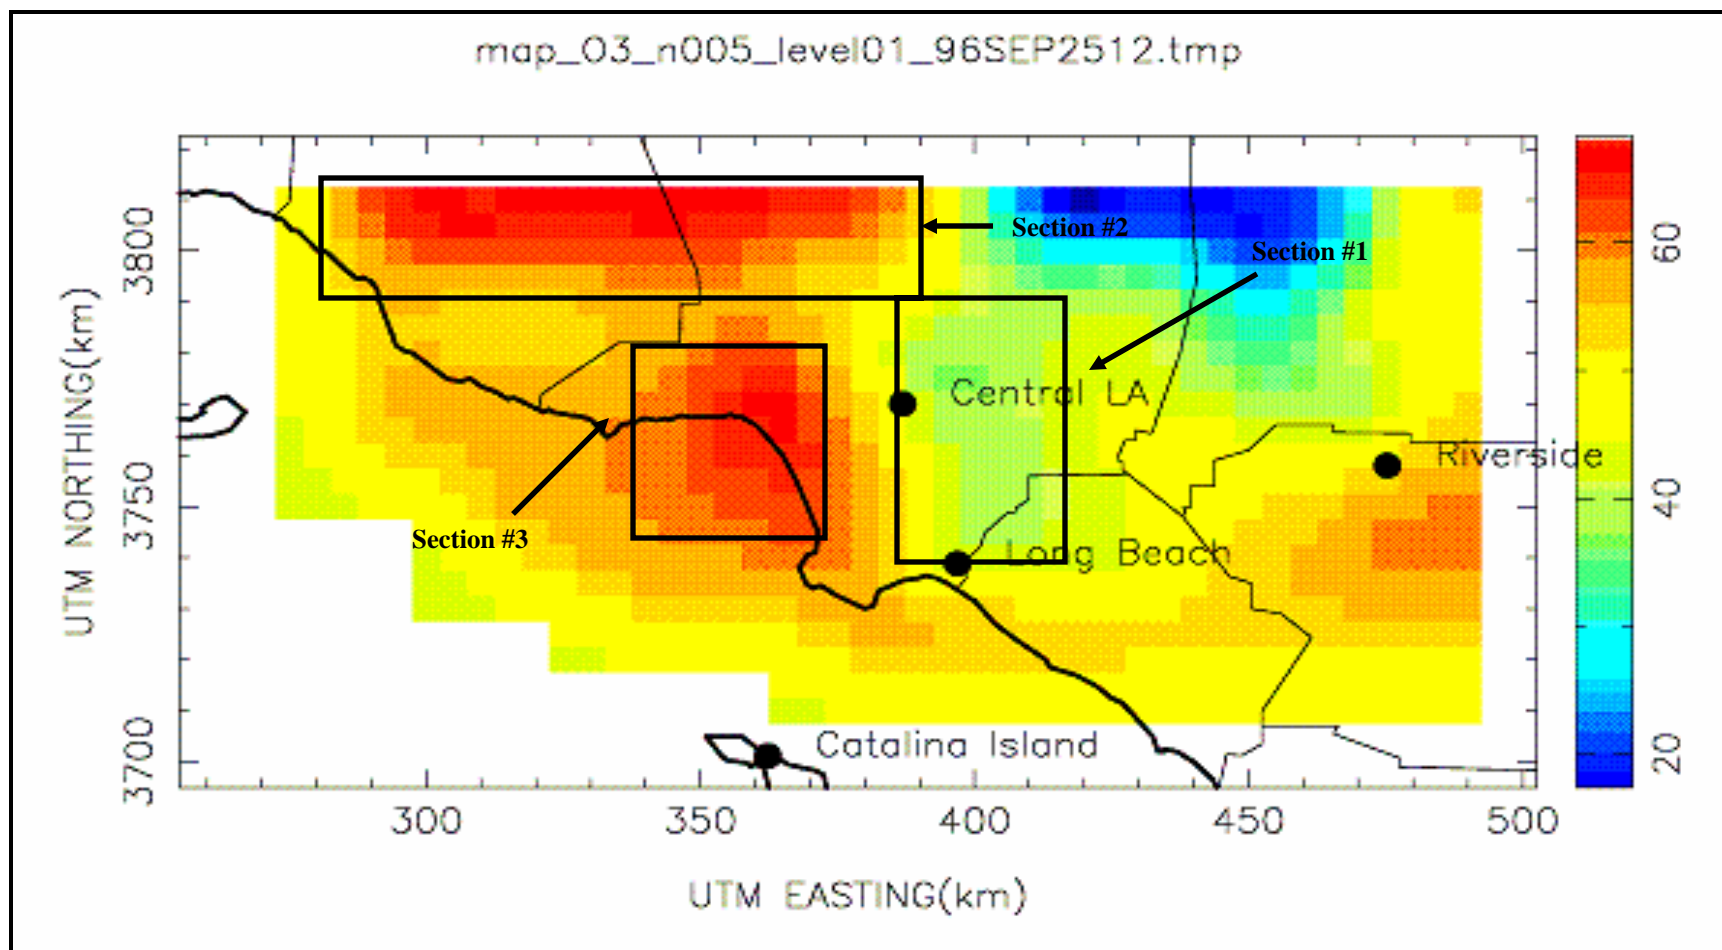 map_O3_n005_level01_96SEP2512.tmp
UTM NORTHING(km)
3800
3750
3700
Section #2
Section #1
Central LA
Riverside
Section #3
Long Beach
Catalina Island
60
40
20
300 350 400 450 500
UTM EASTING(km)